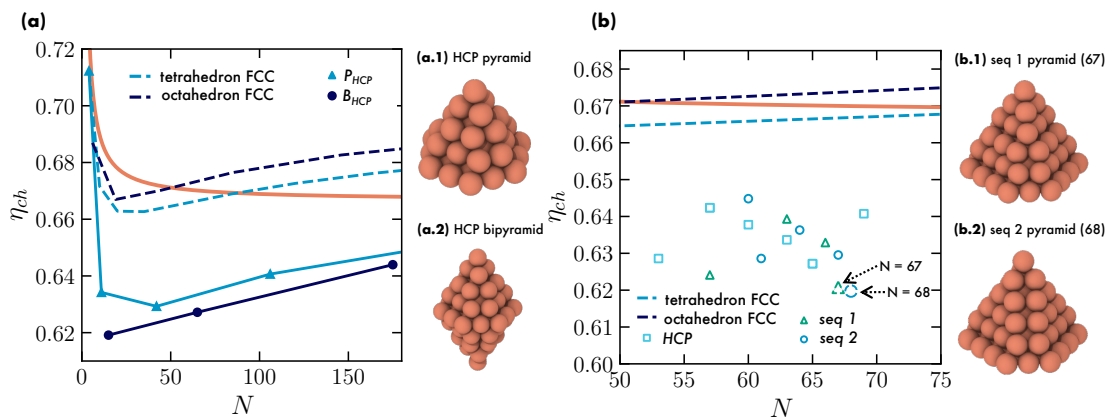 (a)
0.72
0.70
0.68
0.66
0.64
0.62
η_ch
0
50
100
150
N
tetrahedron FCC
octahedron FCC
P_HCP
B_HCP
(a.1) HCP pyramid
(a.2) HCP bipyramid
(b)
0.68
0.67
0.66
0.65
0.64
0.63
0.62
0.61
0.60
η_ch
50
55
60
65
70
75
N
N = 67
N = 68
tetrahedron FCC
octahedron FCC
HCP
seq 1
seq 2
(b.1) seq 1 pyramid (67)
(b.2) seq 2 pyramid (68)